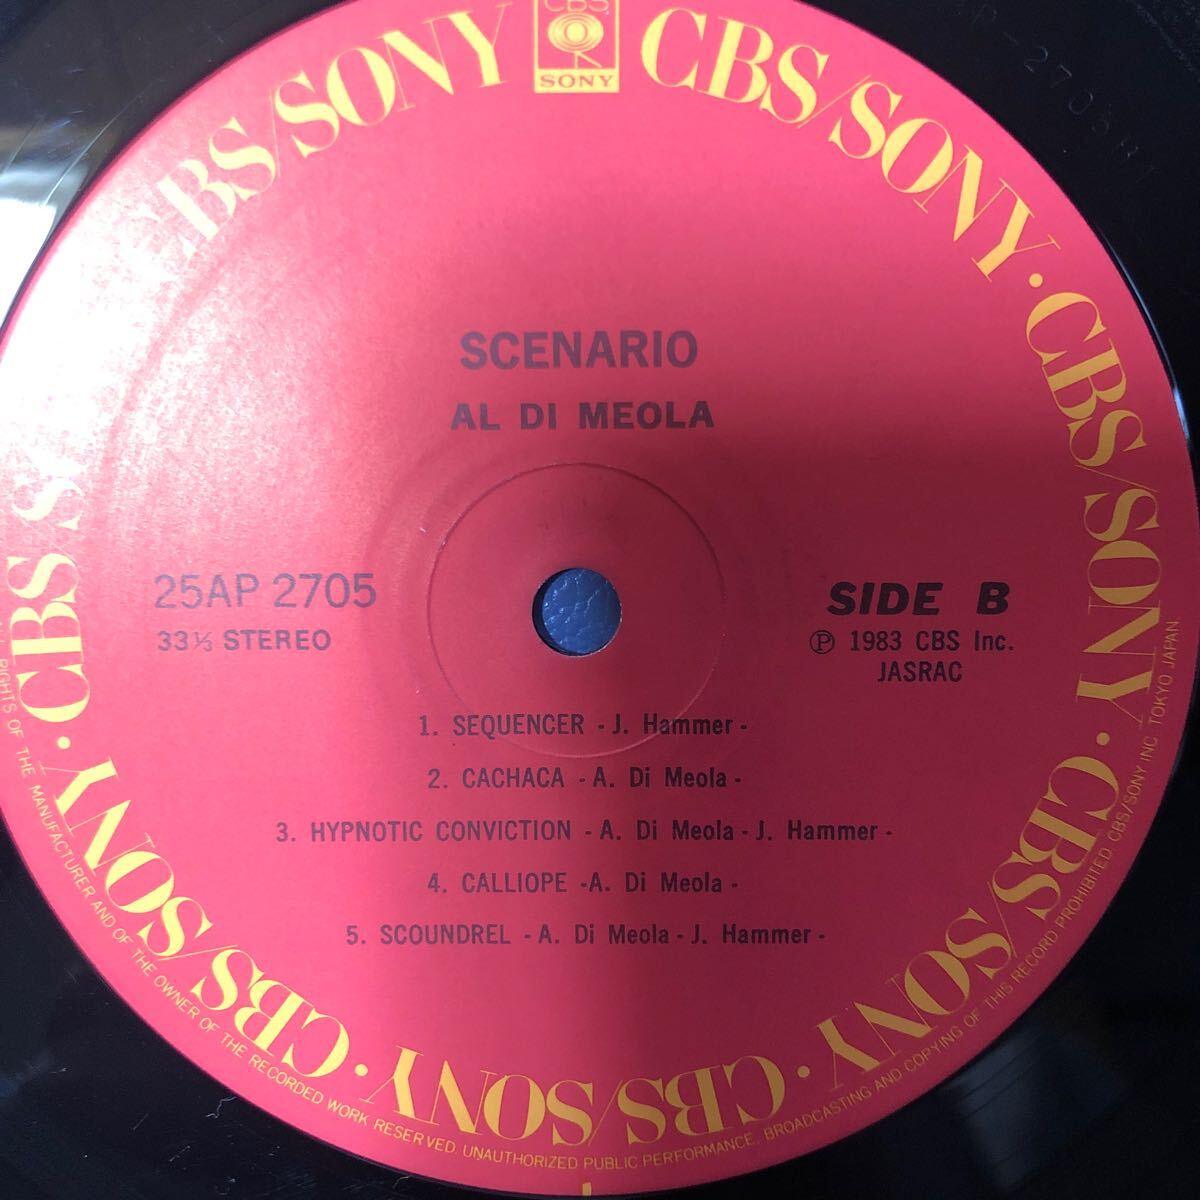 CBS
SONY
CBS/SONY · CBS/SONY · CBS/SONY · CBS/SONY · CBS/SONY · CBS/SONY · CBS/SONY
SCENARIO
AL DI MEOLA
25AP 2705
33⅓ STEREO
SIDE B
Ⓟ 1983 CBS Inc.
JASRAC
1. SEQUENCER - J. Hammer -
2. CACHACA - A. Di Meola -
3. HYPNOTIC CONVICTION - A. Di Meola - J. Hammer -
4. CALLIOPE -A. Di Meola -
5. SCOUNDREL - A. Di Meola - J. Hammer -
RIGHTS OF THE MANUFACTURER AND OF THE OWNER OF THE RECORDED WORK RESERVED. UNAUTHORIZED PUBLIC PERFORMANCE, BROADCASTING AND COPYING OF THIS RECORD PROHIBITED CBS/SONY INC TOKYO JAPAN